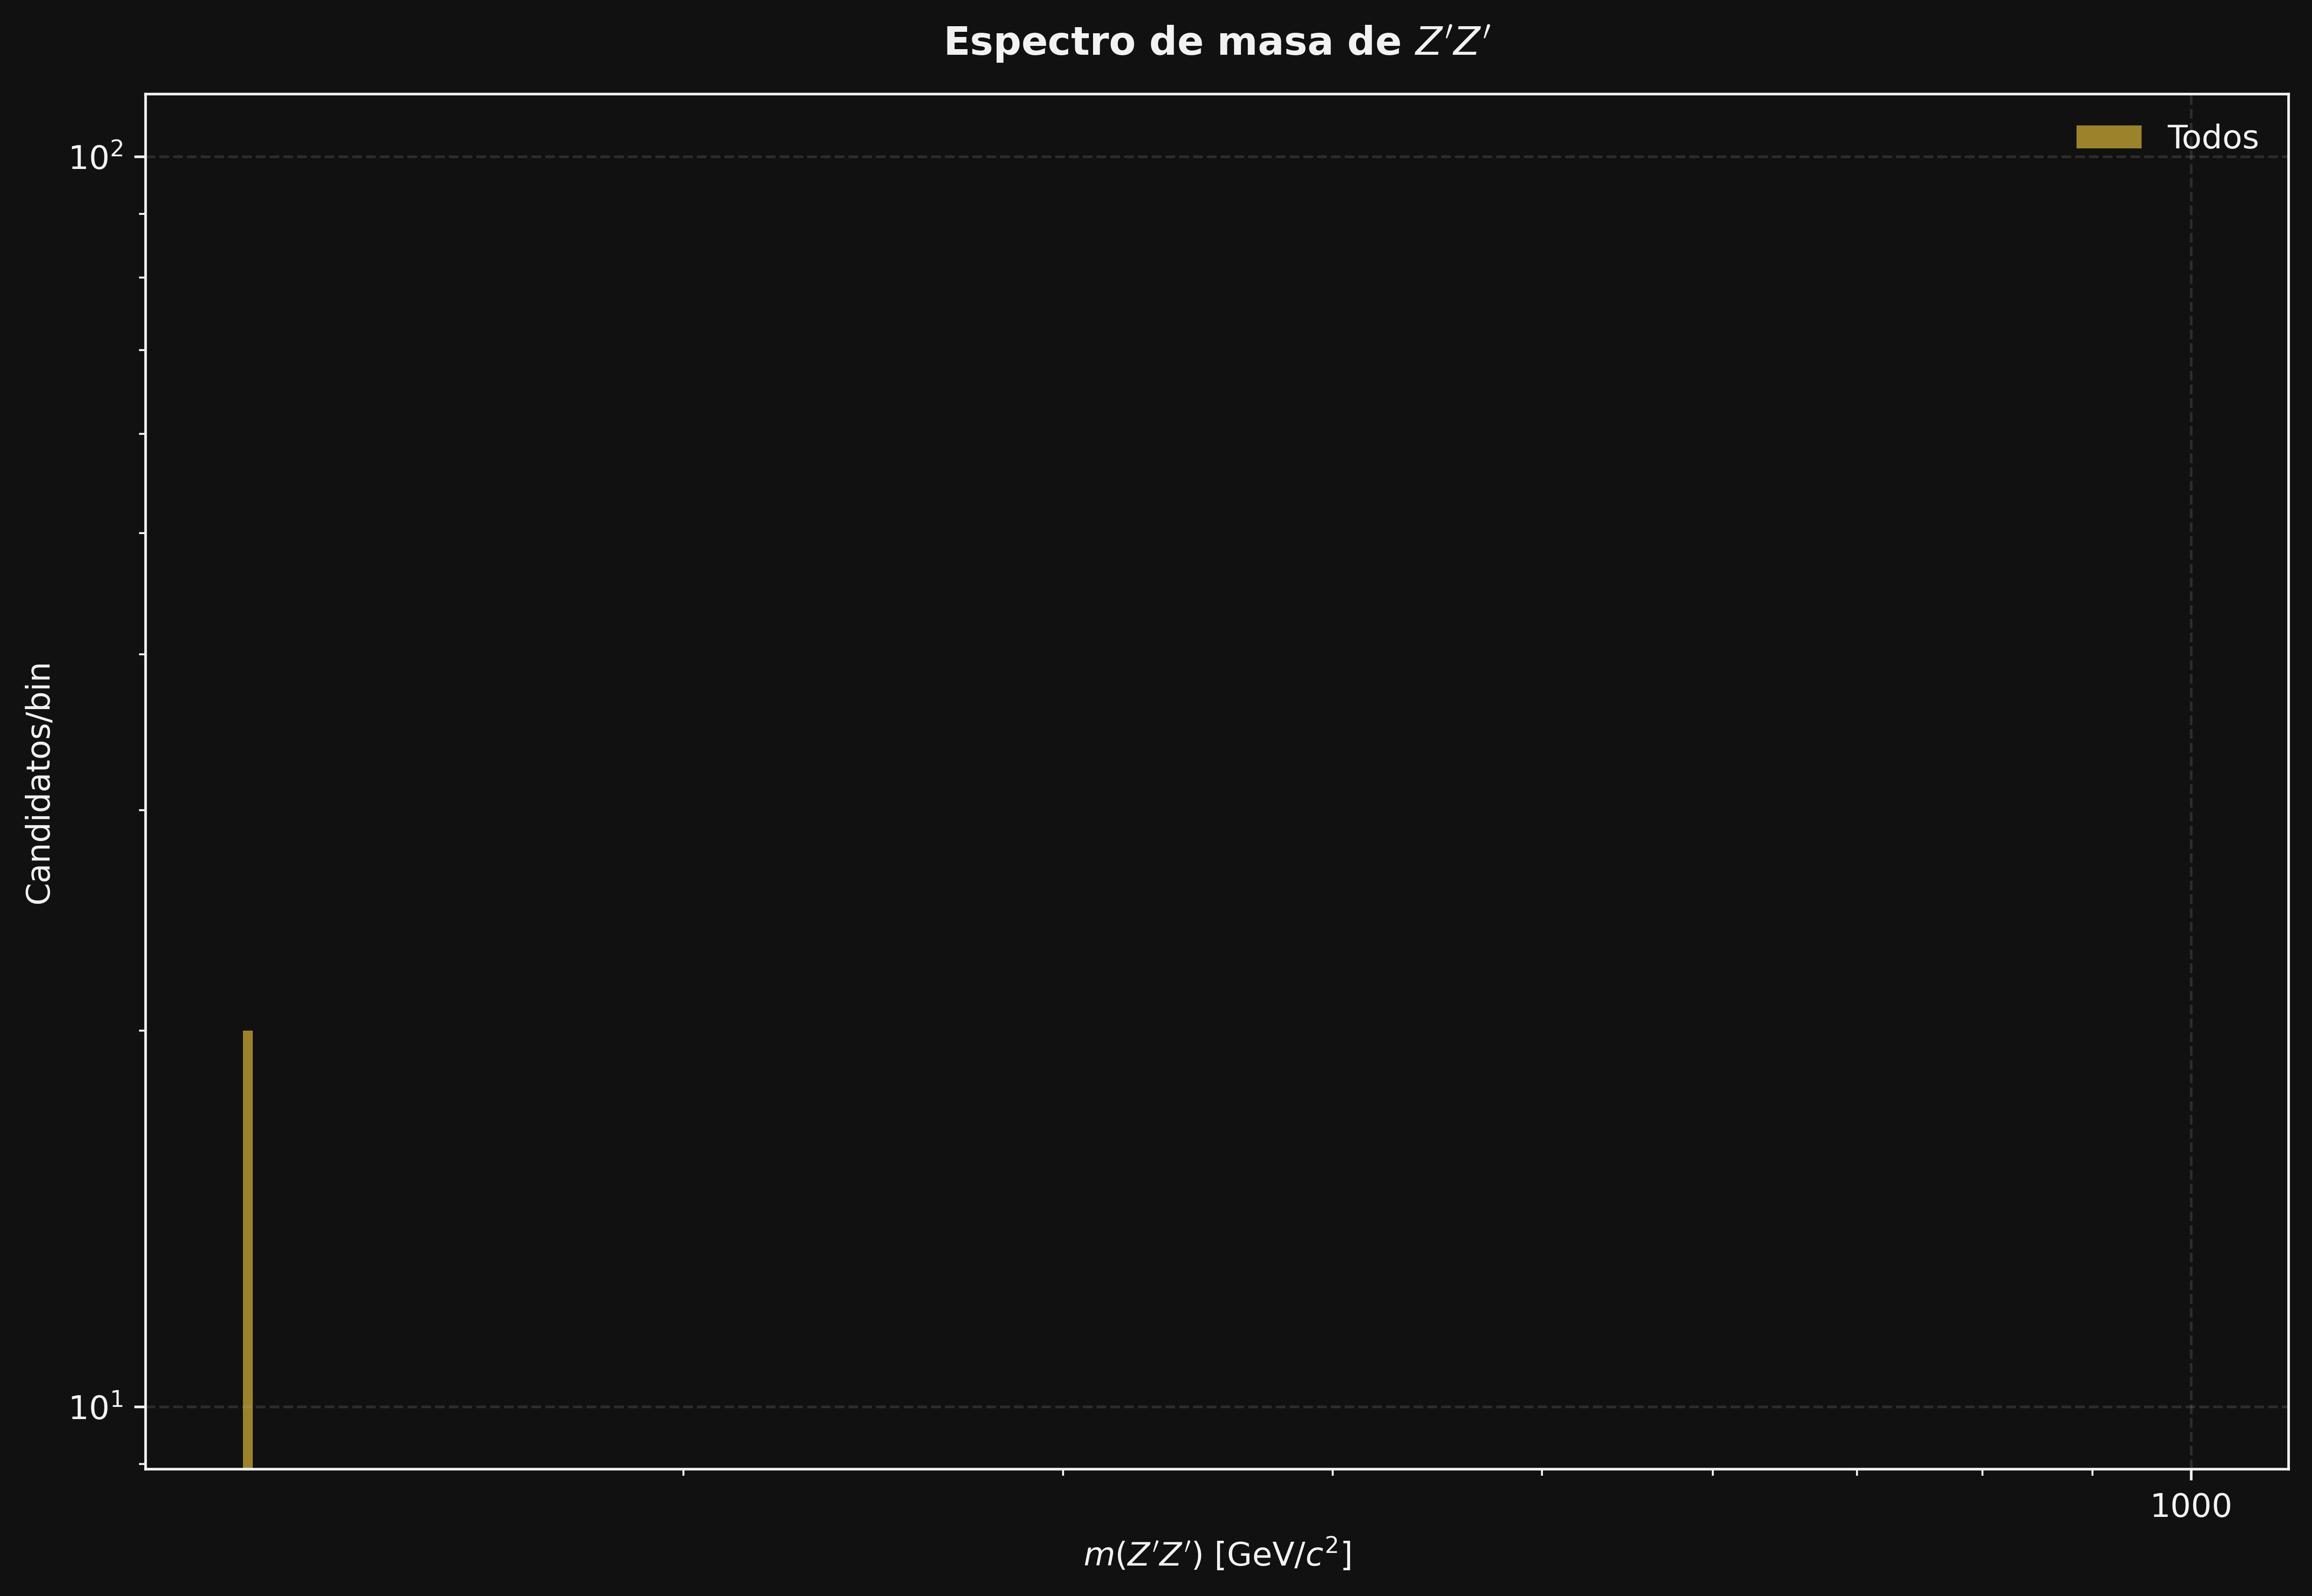 Espectro de masa de Z′Z′
Todos
10²
10¹
Candidatos/bin
1000
m(Z′Z′) [GeV/c²]